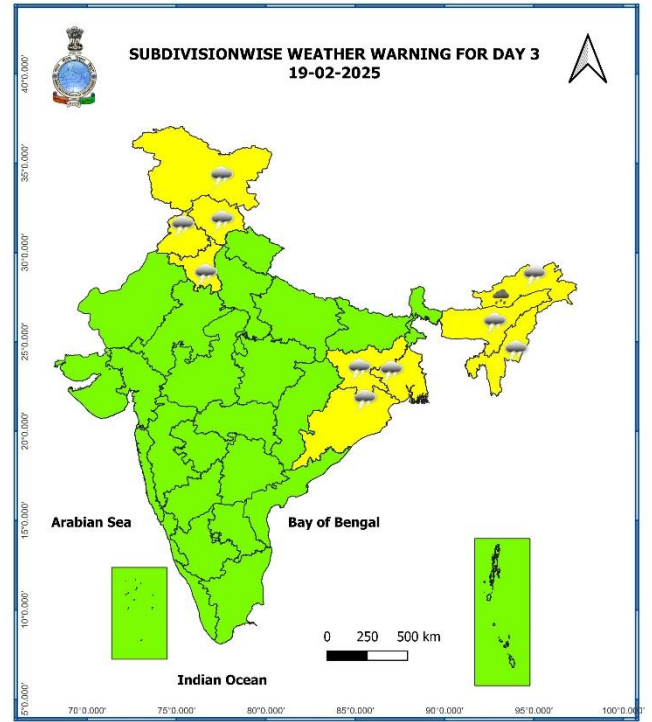 SUBDIVISIONWISE WEATHER WARNING FOR DAY 3
19-02-2025
40°0.000'
35°0.000'
30°0.000'
25°0.000'
20°0.000'
15°0.000'
10°0.000'
5°0.000'
Arabian Sea
Bay of Bengal
0 250 500 km
Indian Ocean
70°0.000' 75°0.000' 80°0.000' 85°0.000' 90°0.000' 95°0.000' 100°0.000'